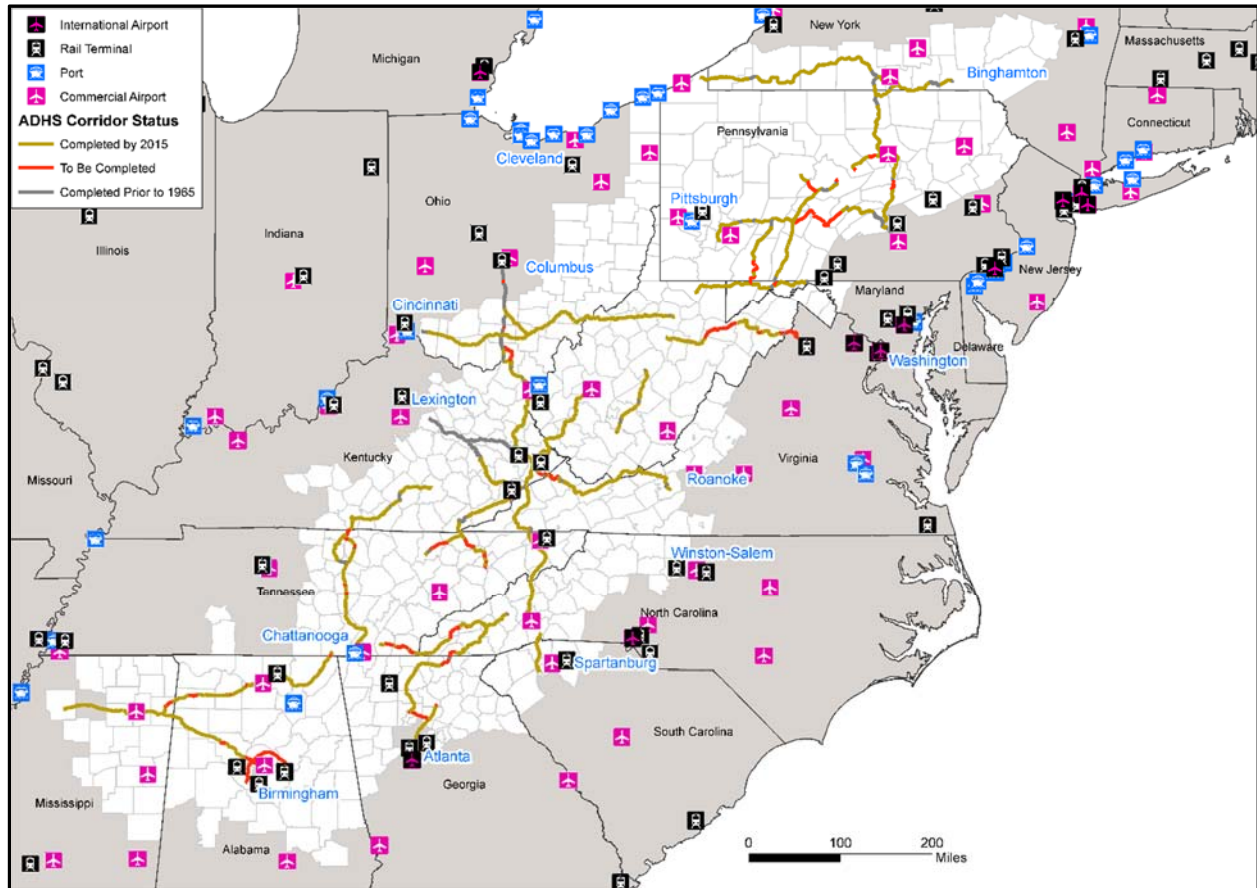 International Airport
Rail Terminal
Port
Commercial Airport
ADHS Corridor Status
Completed by 2015
To Be Completed
Completed Prior to 1965
New York
Massachusetts
Michigan
Binghamton
Connecticut
Pennsylvania
Cleveland
Pittsburgh
Ohio
Indiana
Illinois
Columbus
New Jersey
Maryland
Cincinnati
Delaware
Washington
Lexington
Kentucky
Virginia
Roanoke
Missouri
Winston-Salem
Tennessee
North Carolina
Chattanooga
Spartanburg
South Carolina
Atlanta
Georgia
Birmingham
Mississippi
Alabama
0 100 200
Miles